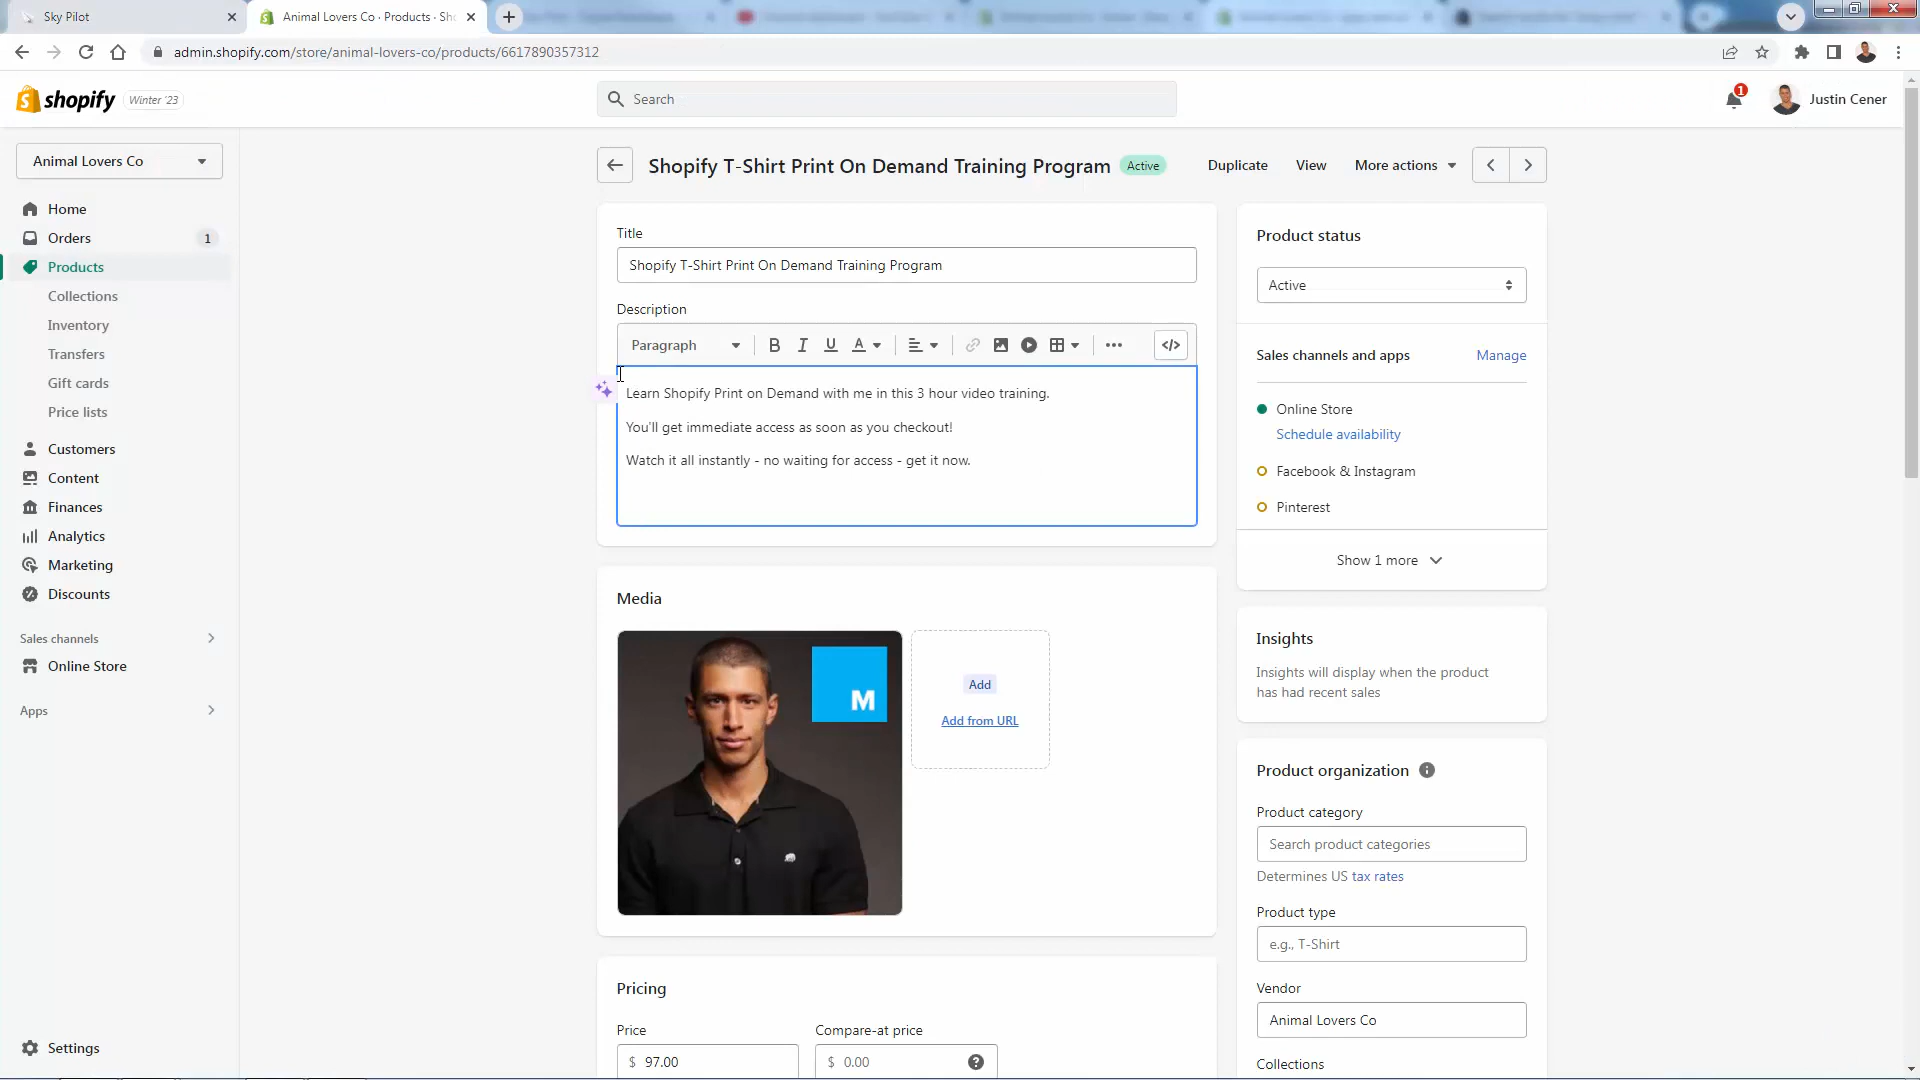 Sky Pilot
Animal Lovers Co · Products · Sho
admin.shopify.com/store/animal-lovers-co/products/6617890357312
shopify
Winter '23
Search
1
Justin Cener
Animal Lovers Co
Home
Orders
1
Products
Collections
Inventory
Transfers
Gift cards
Price lists
Customers
Content
Finances
Analytics
Marketing
Discounts
Sales channels
Online Store
Apps
Settings
Shopify T-Shirt Print On Demand Training Program
Active
Duplicate
View
More actions
Title
Shopify T-Shirt Print On Demand Training Program
Description
Paragraph
B
I
U
A
</>
Learn Shopify Print on Demand with me in this 3 hour video training.
You'll get immediate access as soon as you checkout!
Watch it all instantly - no waiting for access - get it now.
Media
M
Add
Add from URL
Pricing
Price
Compare-at price
$ 97.00
$ 0.00
Product status
Active
Sales channels and apps
Manage
Online Store
Schedule availability
Facebook & Instagram
Pinterest
Show 1 more
Insights
Insights will display when the product
has had recent sales
Product organization
Product category
Search product categories
Determines US tax rates
Product type
e.g., T-Shirt
Vendor
Animal Lovers Co
Collections